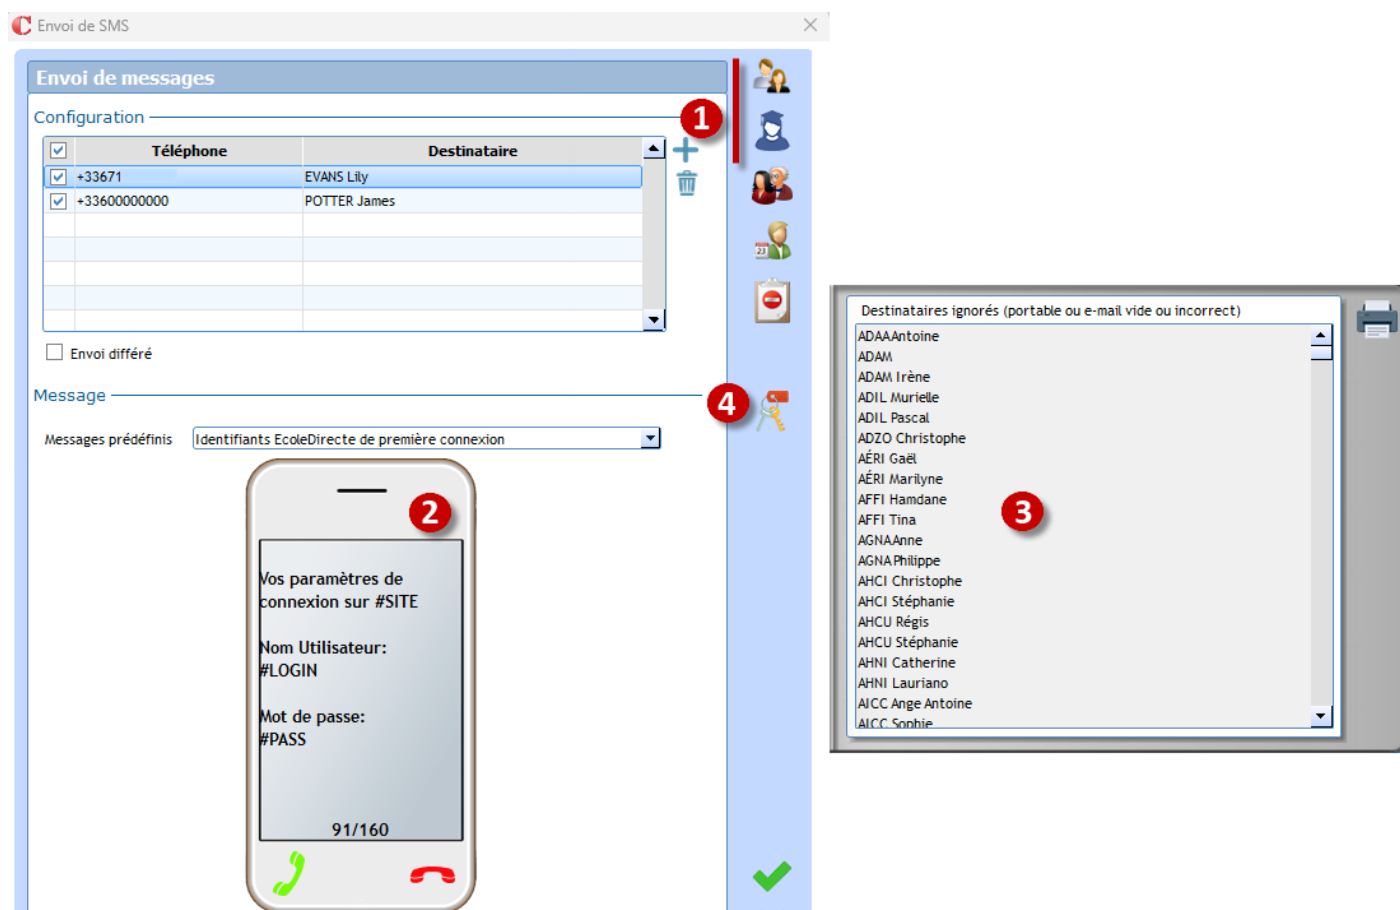 Envoi de SMS
Envoi de messages
Configuration
1
Téléphone Destinataire
+33671 EVANS Lily
+33600000000 POTTER James
23
Envoi différé
Message
4
Messages prédéfinis Identifiants EcoleDirecte de première connexion
2
Vos paramètres de
connexion sur #SITE
Nom Utilisateur:
#LOGIN
Mot de passe:
#PASS
91/160
Destinataires ignorés (portable ou e-mail vide ou incorrect)
ADAAAntoine
ADAM
ADAM Irène
ADIL Murielle
ADIL Pascal
ADZO Christophe
AÉRI Gaël
AÉRI Marilyne
AFFI Hamdane
3
AFFI Tina
AGNAAnne
AGNA Philippe
AHCI Christophe
AHCI Stéphanie
AHCU Régis
AHCU Stéphanie
AHNI Catherine
AHNI Lauriano
AICC Ange Antoine
AICC Sophie